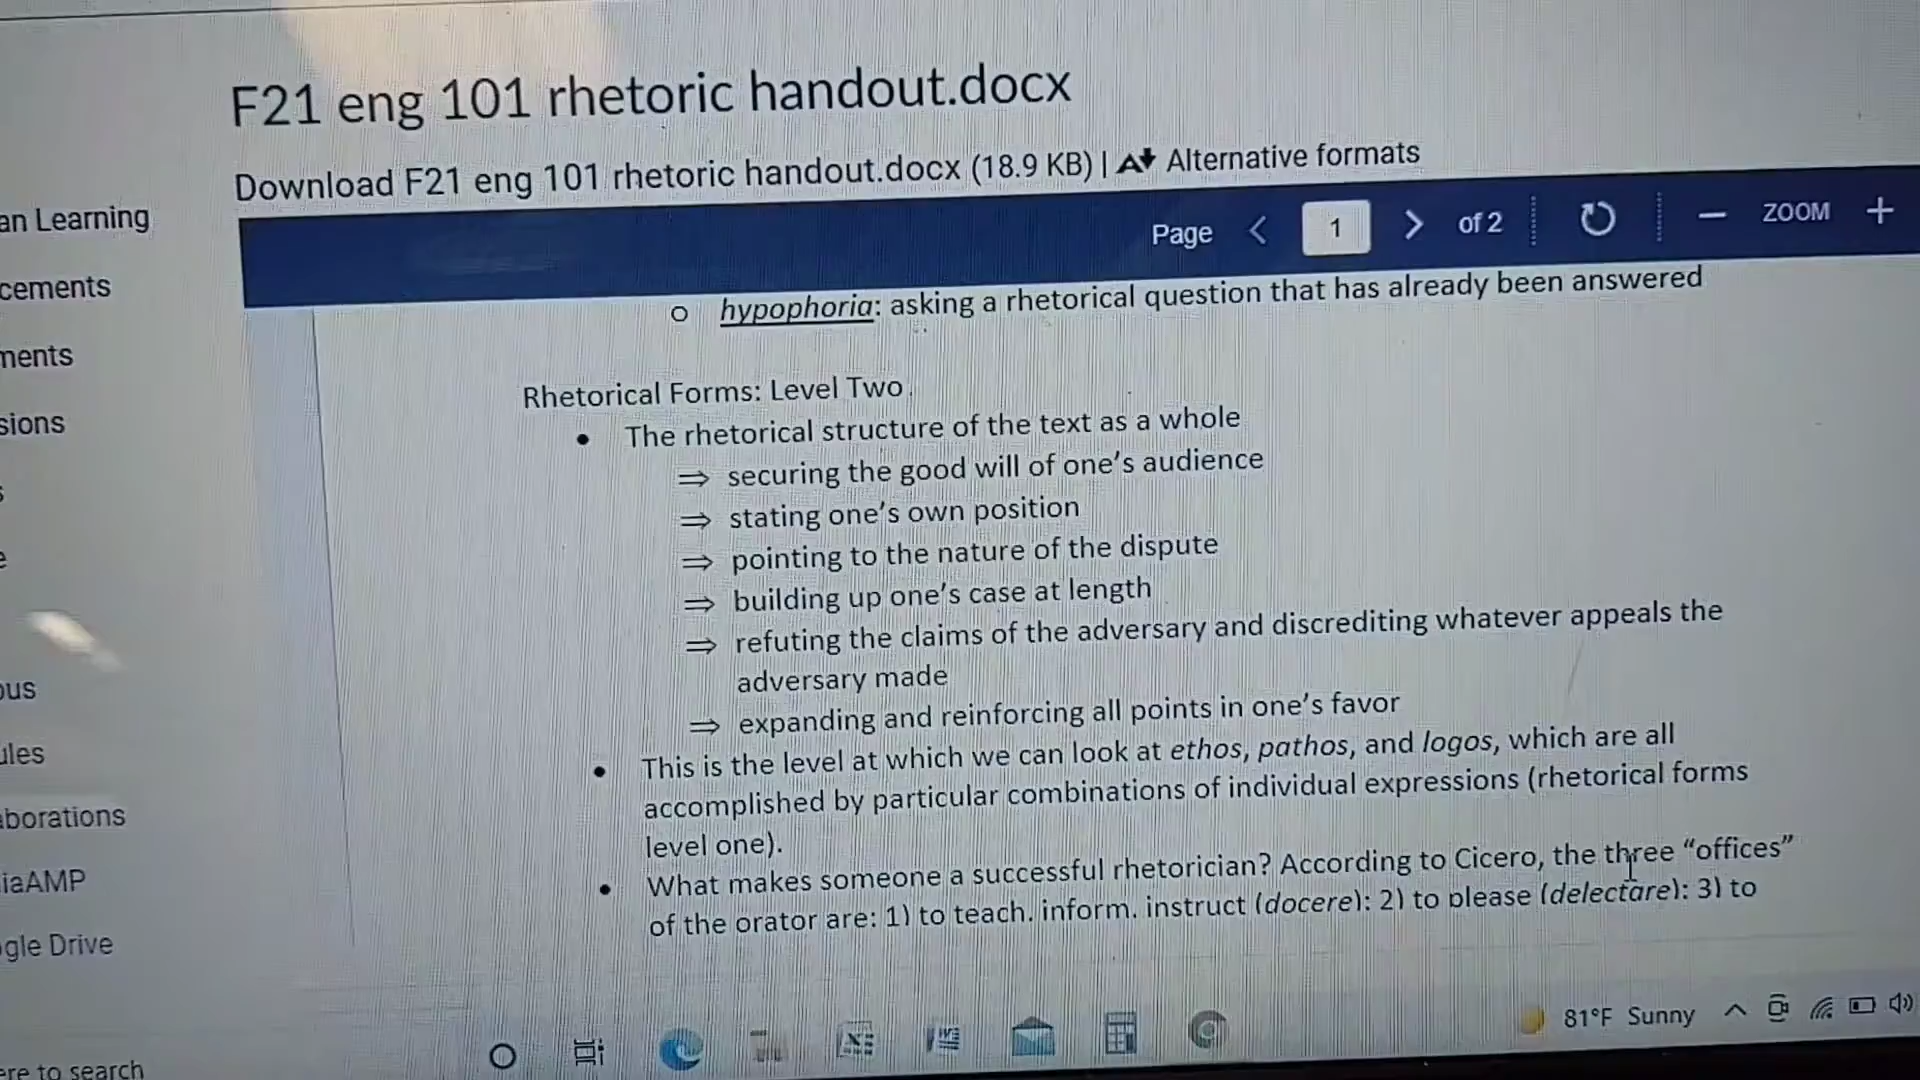 F21 eng 101 rhetoric handout.docx
Download F21 eng 101 rhetoric handout.docx (18.9 KB) | A Alternative formats
an Learning
Page < 1 > of 2 — ZOOM +
cements
o hypophoria: asking a rhetorical question that has already been answered
ments
Rhetorical Forms: Level Two
sions
• The rhetorical structure of the text as a whole
⇒ securing the good will of one's audience
s
⇒ stating one's own position
e
⇒ pointing to the nature of the dispute
⇒ building up one's case at length
⇒ refuting the claims of the adversary and discrediting whatever appeals the
adversary made
ous
⇒ expanding and reinforcing all points in one's favor
ules
• This is the level at which we can look at ethos, pathos, and logos, which are all
accomplished by particular combinations of individual expressions (rhetorical forms
aborations
level one).
iaAMP
• What makes someone a successful rhetorician? According to Cicero, the three "offices"
of the orator are: 1) to teach, inform, instruct (docere); 2) to please (delectare); 3) to
gle Drive
81°F Sunny
ere to search